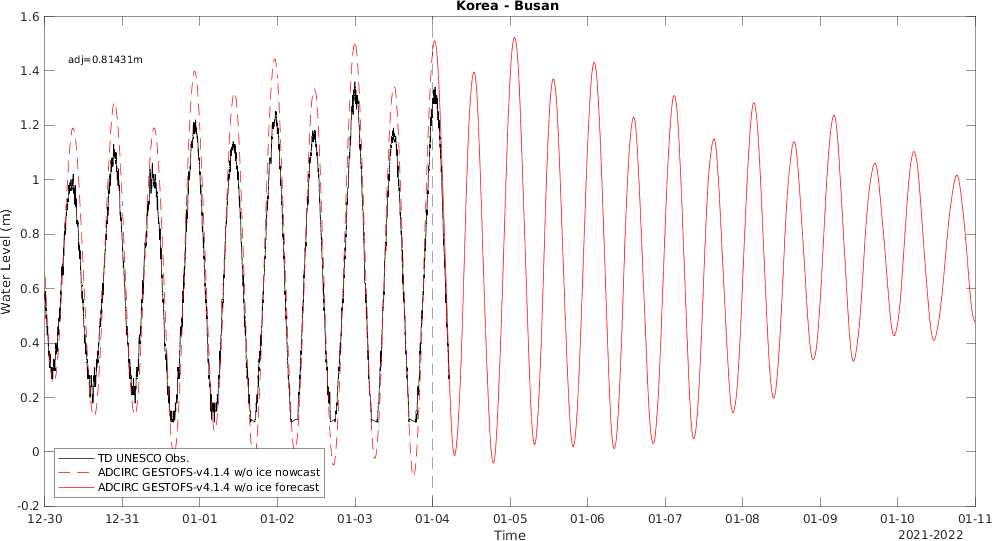 Korea - Busan
adj=0.81431m
1.6
1.4
1.2
1
0.8
0.6
0.4
0.2
0
-0.2
Water Level (m)
TD UNESCO Obs.
ADCIRC GESTOFS-v4.1.4 w/o ice nowcast
ADCIRC GESTOFS-v4.1.4 w/o ice forecast
12-30 12-31 01-01 01-02 01-03 01-04 01-05 01-06 01-07 01-08 01-09 01-10 01-11
Time
2021-2022